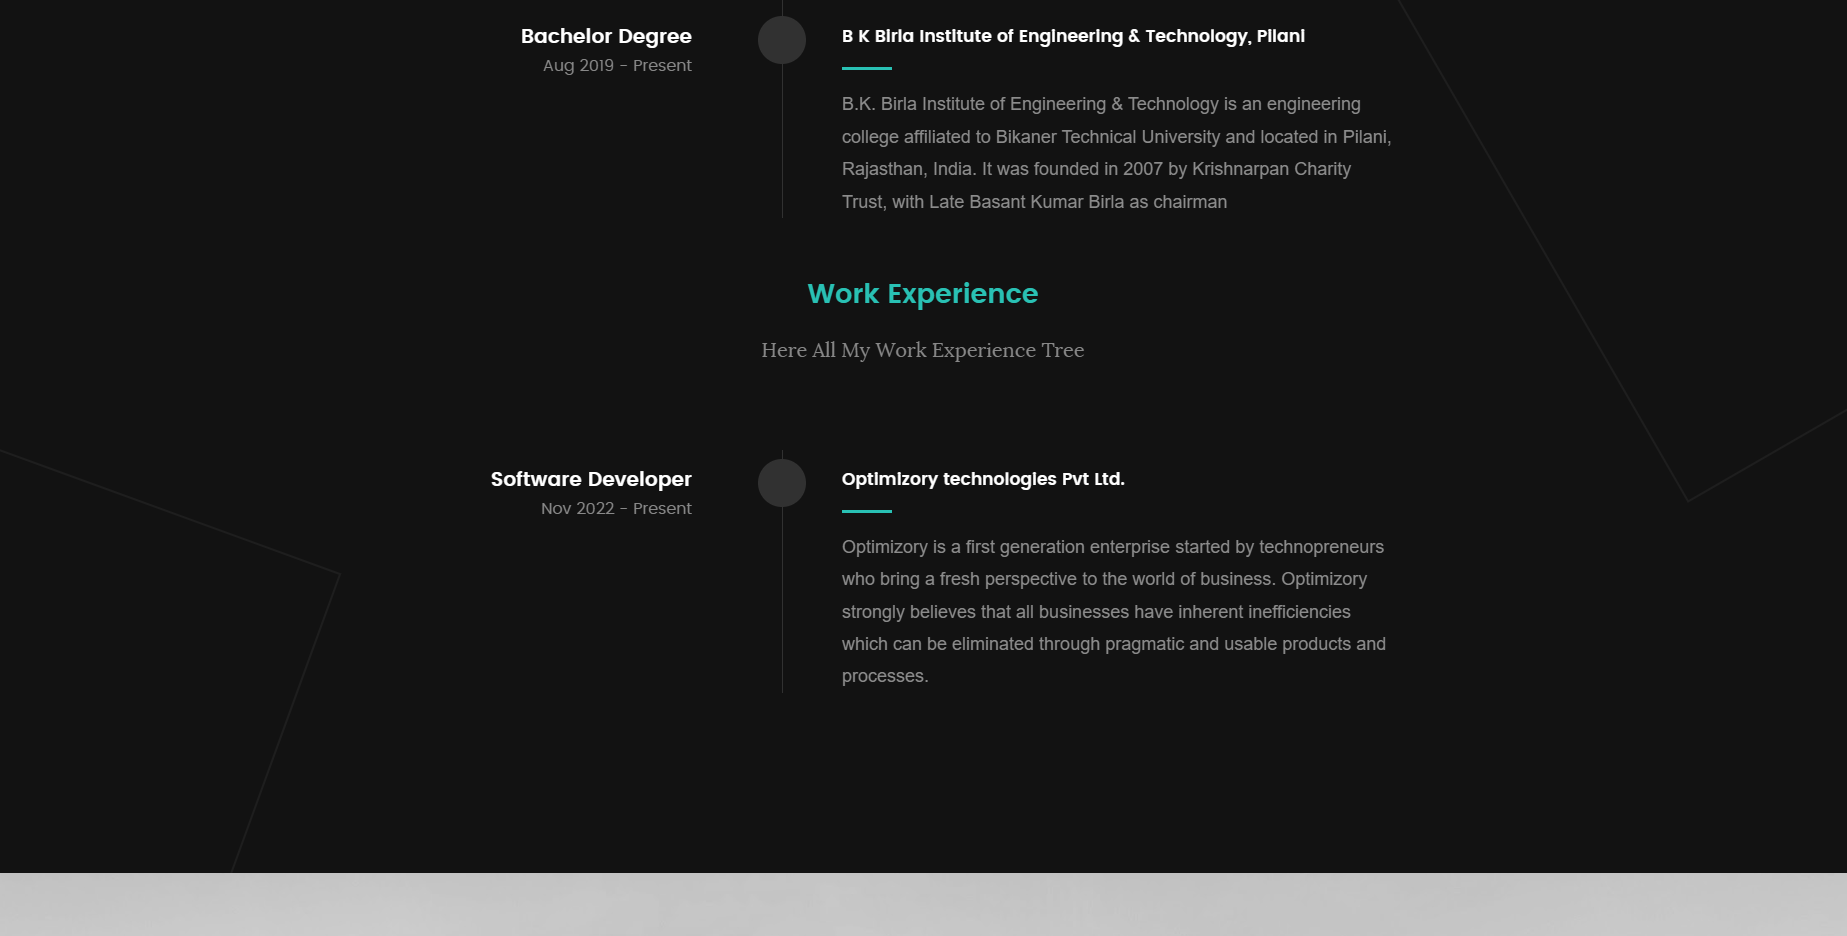 Bachelor Degree
Aug 2019 - Present
B K Birla Institute of Engineering & Technology, Pilani
B.K. Birla Institute of Engineering & Technology is an engineering
college affiliated to Bikaner Technical University and located in Pilani,
Rajasthan, India. It was founded in 2007 by Krishnarpan Charity
Trust, with Late Basant Kumar Birla as chairman
Work Experience
Here All My Work Experience Tree
Software Developer
Nov 2022 - Present
Optimizory technologies Pvt Ltd.
Optimizory is a first generation enterprise started by technopreneurs
who bring a fresh perspective to the world of business. Optimizory
strongly believes that all businesses have inherent inefficiencies
which can be eliminated through pragmatic and usable products and
processes.